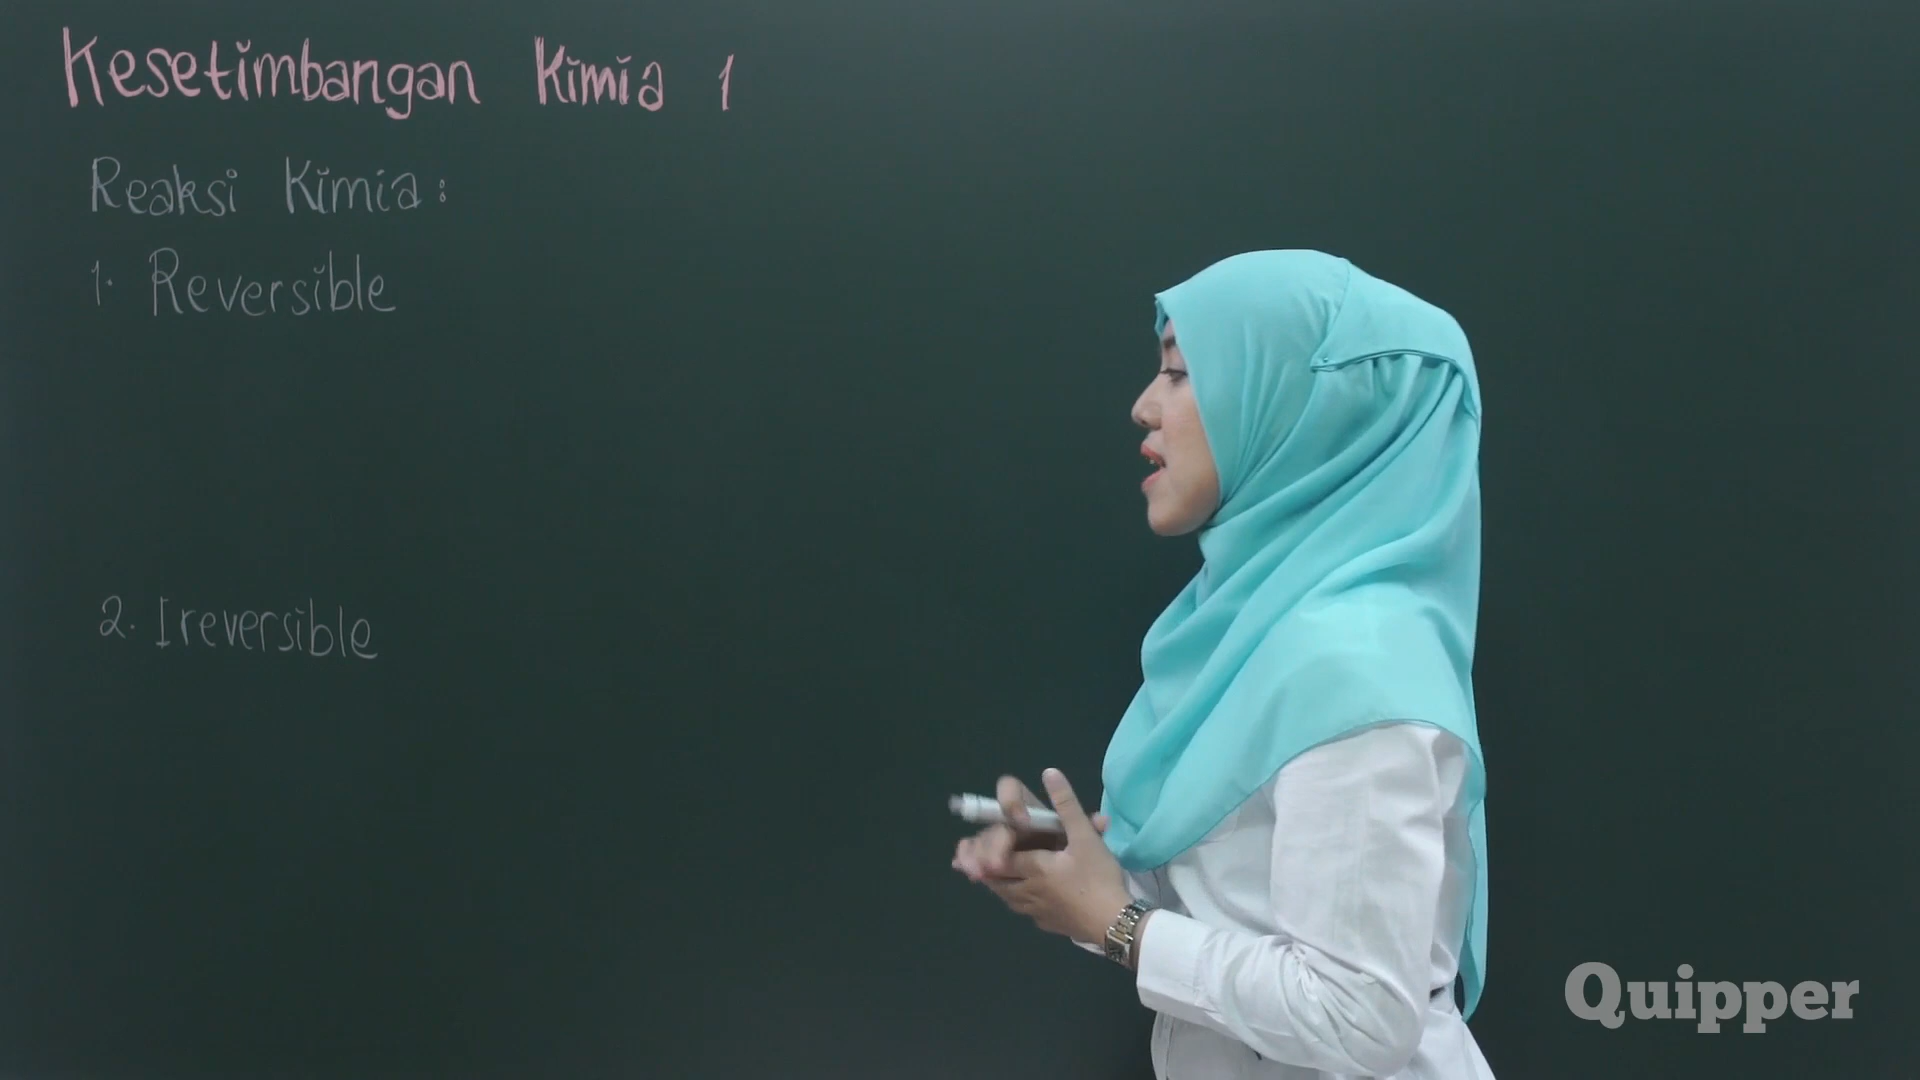 Kesetimbangan Kimia 1
Reaksi Kimia:
1. Reversible
2. Ireversible
Quipper